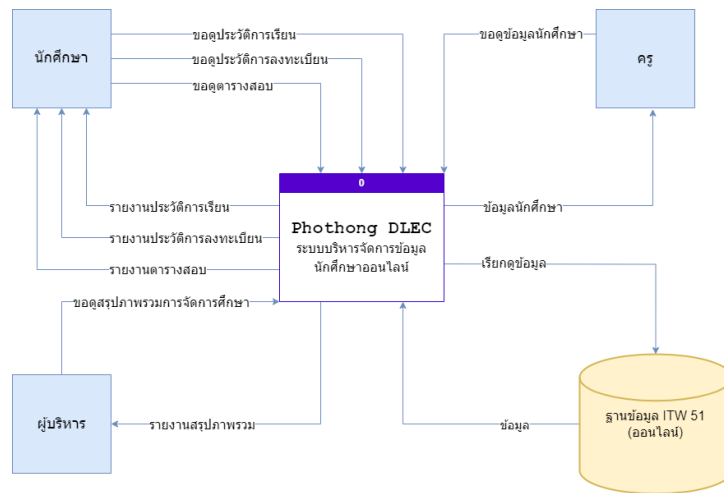 ขอดูประวัติการเรียน
ขอดูข้อมูลนักศึกษา
นักศึกษา
ขอดูประวัติการลงทะเบียน
ครู
ขอดูตารางสอบ
0
รายงานประวัติการเรียน
ข้อมูลนักศึกษา
Phothong DLEC
รายงานประวัติการลงทะเบียน
ระบบบริหารจัดการข้อมูล
นักศึกษาออนไลน์
เรียกดูข้อมูล
รายงานตารางสอบ
ขอดูสรุปภาพรวมการจัดการศึกษา
ผู้บริหาร
รายงานสรุปภาพรวม
ข้อมูล
ฐานข้อมูล ITW 51
(ออนไลน์)